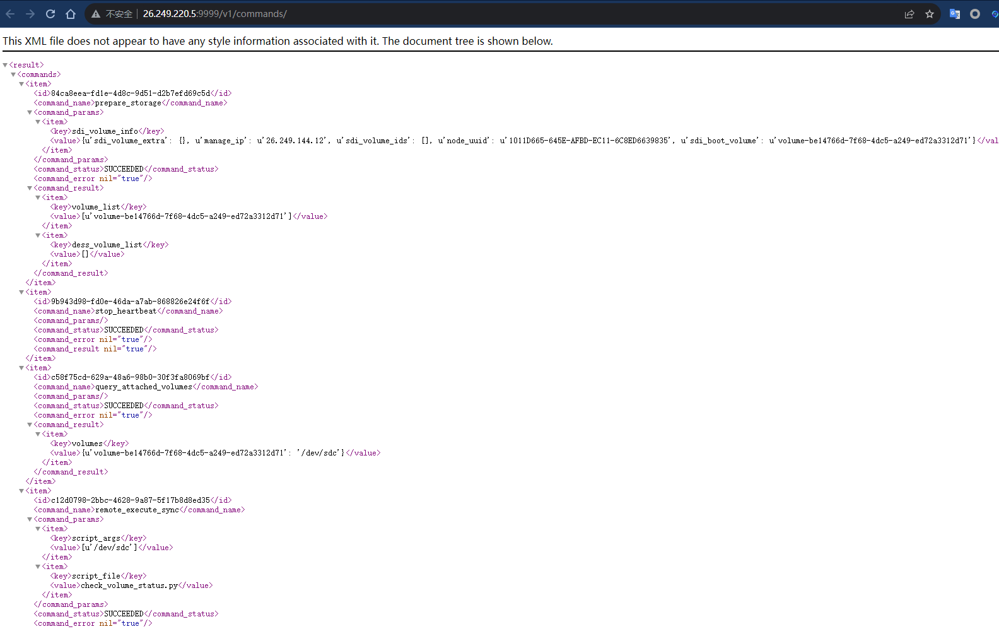 不安全 | 26.249.220.5:9999/v1/commands/
This XML file does not appear to have any style information associated with it. The document tree is shown below.
▼<result>
▼<commands>
▼<item>
<id>84ca8eea-fd1e-4d8c-9d51-d2b7efd69c5d</id>
<command_name>prepare_storage</command_name>
▼<command_params>
▼<item>
<key>sdi_volume_info</key>
<value>{u'sdi_volume_extra': {}, u'manage_ip': u'26.249.144.12', u'sdi_volume_ids': [], u'node_uuid': u'1011D665-645E-AFBD-EC11-6C8ED6639835', u'sdi_boot_volume': u'volume-be14766d-7f68-4dc5-a249-ed72a3312d71'}</val
</item>
</command_params>
<command_status>SUCCEEDED</command_status>
<command_error nil="true"/>
▼<command_result>
▼<item>
<key>volume_list</key>
<value>[u'volume-be14766d-7f68-4dc5-a249-ed72a3312d71']</value>
</item>
▼<item>
<key>dess_volume_list</key>
<value>[]</value>
</item>
</command_result>
</item>
▼<item>
<id>9b943d98-fd0e-46da-a7ab-868826e24f6f</id>
<command_name>stop_heartbeat</command_name>
<command_params/>
<command_status>SUCCEEDED</command_status>
<command_error nil="true"/>
<command_result nil="true"/>
</item>
▼<item>
<id>c58f75cd-629a-48a6-98b0-30f3fa8069bf</id>
<command_name>query_attached_volumes</command_name>
<command_params/>
<command_status>SUCCEEDED</command_status>
<command_error nil="true"/>
▼<command_result>
▼<item>
<key>volumes</key>
<value>{u'volume-be14766d-7f68-4dc5-a249-ed72a3312d71': '/dev/sdc'}</value>
</item>
</command_result>
</item>
▼<item>
<id>c12d0798-2bbc-4628-9a87-5f17b8d8ed35</id>
<command_name>remote_execute_sync</command_name>
▼<command_params>
▼<item>
<key>script_args</key>
<value>[u'/dev/sdc']</value>
</item>
▼<item>
<key>script_file</key>
<value>check_volume_status.py</value>
</item>
</command_params>
<command_status>SUCCEEDED</command_status>
<command_error nil="true"/>